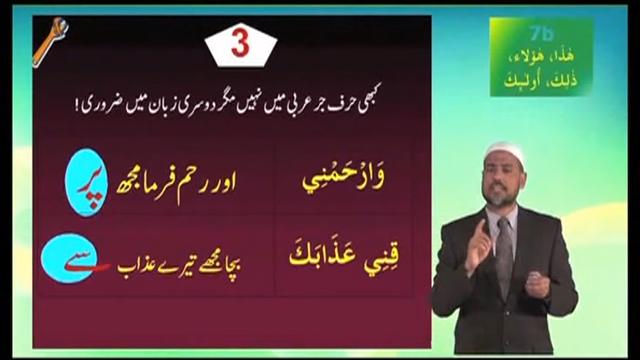 3
7b
هٰذَا، هٰؤُلَاء،
ذٰلِكَ، أُولٰئِكَ
کبھی حرف جر عربی میں نہیں مگر دوسری زبان میں ضروری!
وَارْحَمْنِي اور رحم فرما مجھ پر
قِنِي عَذَابَكَ بچا مجھے تیرے عذاب سے